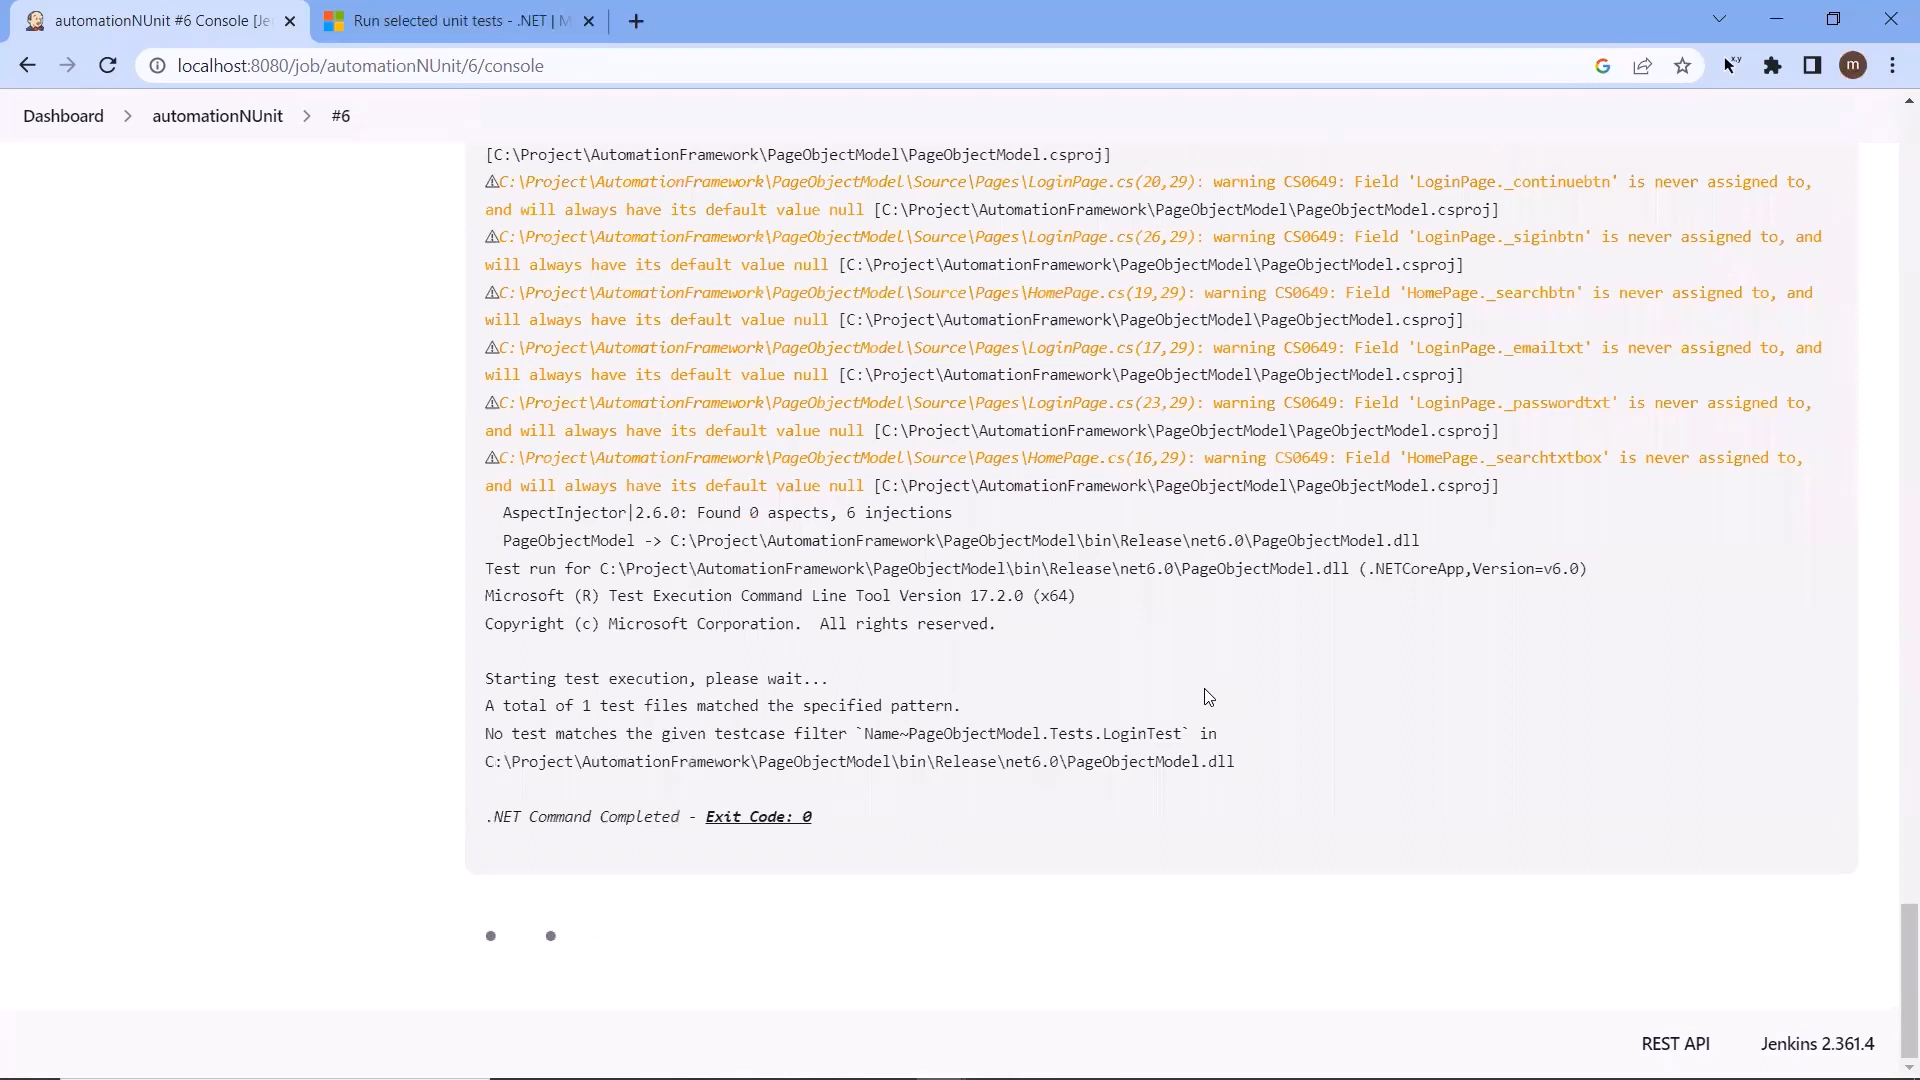 automationNUnit #6 Console [Je
Run selected unit tests - .NET | M
localhost:8080/job/automationNUnit/6/console
m
Dashboard
automationNUnit
#6
[C:\Project\AutomationFramework\PageObjectModel\PageObjectModel.csproj]
⚠C:\Project\AutomationFramework\PageObjectModel\Source\Pages\LoginPage.cs(20,29): warning CS0649: Field 'LoginPage._continuebtn' is never assigned to,
and will always have its default value null [C:\Project\AutomationFramework\PageObjectModel\PageObjectModel.csproj]
⚠C:\Project\AutomationFramework\PageObjectModel\Source\Pages\LoginPage.cs(26,29): warning CS0649: Field 'LoginPage._siginbtn' is never assigned to, and
will always have its default value null [C:\Project\AutomationFramework\PageObjectModel\PageObjectModel.csproj]
⚠C:\Project\AutomationFramework\PageObjectModel\Source\Pages\HomePage.cs(19,29): warning CS0649: Field 'HomePage._searchbtn' is never assigned to, and
will always have its default value null [C:\Project\AutomationFramework\PageObjectModel\PageObjectModel.csproj]
⚠C:\Project\AutomationFramework\PageObjectModel\Source\Pages\LoginPage.cs(17,29): warning CS0649: Field 'LoginPage._emailtxt' is never assigned to, and
will always have its default value null [C:\Project\AutomationFramework\PageObjectModel\PageObjectModel.csproj]
⚠C:\Project\AutomationFramework\PageObjectModel\Source\Pages\LoginPage.cs(23,29): warning CS0649: Field 'LoginPage._passwordtxt' is never assigned to,
and will always have its default value null [C:\Project\AutomationFramework\PageObjectModel\PageObjectModel.csproj]
⚠C:\Project\AutomationFramework\PageObjectModel\Source\Pages\HomePage.cs(16,29): warning CS0649: Field 'HomePage._searchtxtbox' is never assigned to,
and will always have its default value null [C:\Project\AutomationFramework\PageObjectModel\PageObjectModel.csproj]
AspectInjector|2.6.0: Found 0 aspects, 6 injections
PageObjectModel -> C:\Project\AutomationFramework\PageObjectModel\bin\Release\net6.0\PageObjectModel.dll
Test run for C:\Project\AutomationFramework\PageObjectModel\bin\Release\net6.0\PageObjectModel.dll (.NETCoreApp,Version=v6.0)
Microsoft (R) Test Execution Command Line Tool Version 17.2.0 (x64)
Copyright (c) Microsoft Corporation.  All rights reserved.
Starting test execution, please wait...
A total of 1 test files matched the specified pattern.
No test matches the given testcase filter `Name~PageObjectModel.Tests.LoginTest` in
C:\Project\AutomationFramework\PageObjectModel\bin\Release\net6.0\PageObjectModel.dll
.NET Command Completed - Exit Code: 0
REST API
Jenkins 2.361.4